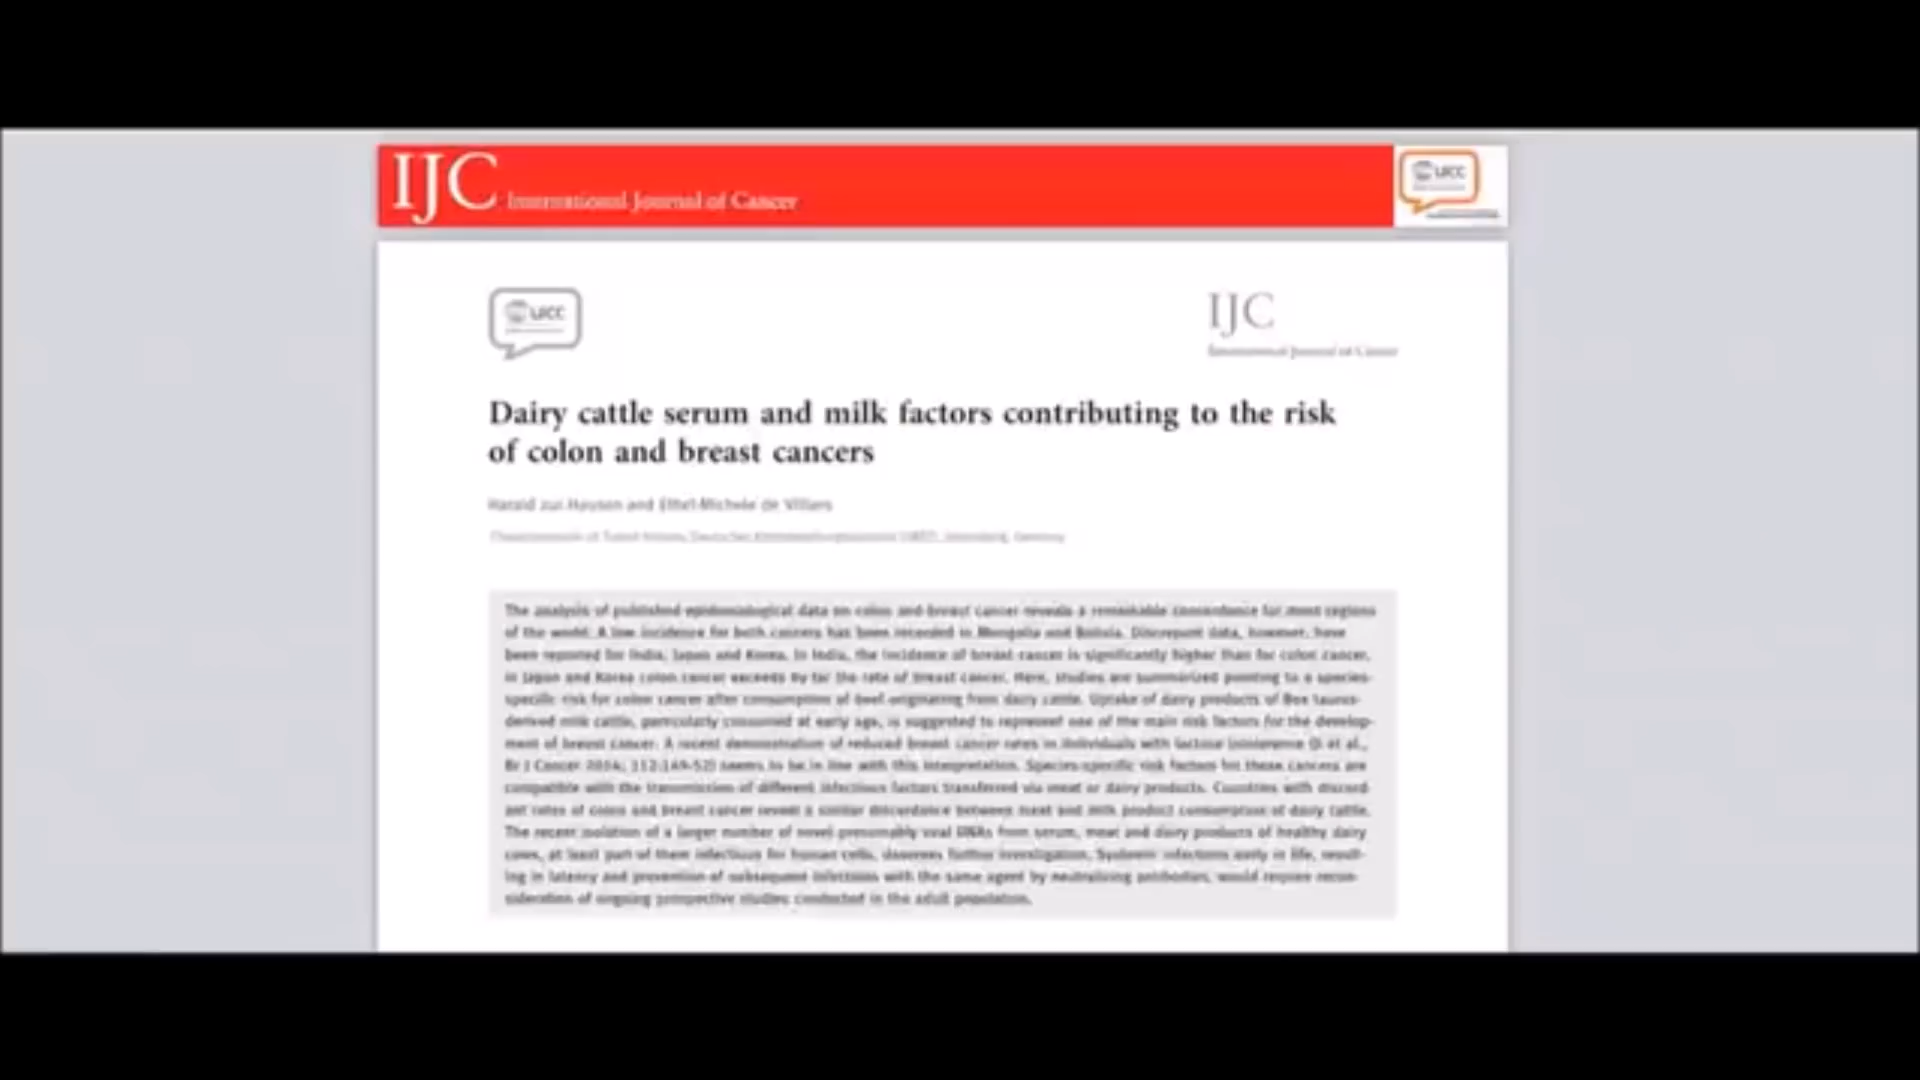 IJC International Journal of Cancer
uicc
uicc
IJC
International Journal of Cancer
Dairy cattle serum and milk factors contributing to the risk
of colon and breast cancers
Harald zur Hausen and Ethel-Michele de Villiers
The analysis of published epidemiological data on colon and breast cancer reveals a remarkable concordance for most regions
of the world. A low incidence for both cancers has been recorded in Mongolia and Bolivia. Discrepant data, however, have
been reported for India, Japan and Korea. In India, the incidence of breast cancer is significantly higher than for colon cancer,
in Japan and Korea colon cancer exceeds by far the rate of breast cancer. Here, studies are summarized pointing to a species-
specific risk for colon cancer after consumption of beef originating from dairy cattle. Uptake of dairy products of Bos taurus-
derived milk cattle, particularly consumed at early age, is suggested to represent one of the main risk factors for the develop-
ment of breast cancer. A recent demonstration of reduced breast cancer rates in individuals with lactose intolerance (Ji et al.,
Br J Cancer 2014; 112:149-52) seems to be in line with this interpretation. Species-specific risk factors for these cancers are
compatible with the transmission of different infectious factors transferred via meat or dairy products. Countries with discord-
ant rates of colon and breast cancer reveal a similar discordance between meat and milk product consumption of dairy cattle.
The recent isolation of a larger number of novel presumably viral DNAs from serum, meat and dairy products of healthy dairy
cows, at least part of them infectious for human cells, deserves further investigation. Systemic infections early in life, result-
ing in latency and prevention of subsequent infections with the same agent by neutralizing antibodies, would require recon-
sideration of ongoing prospective studies conducted in the adult population.